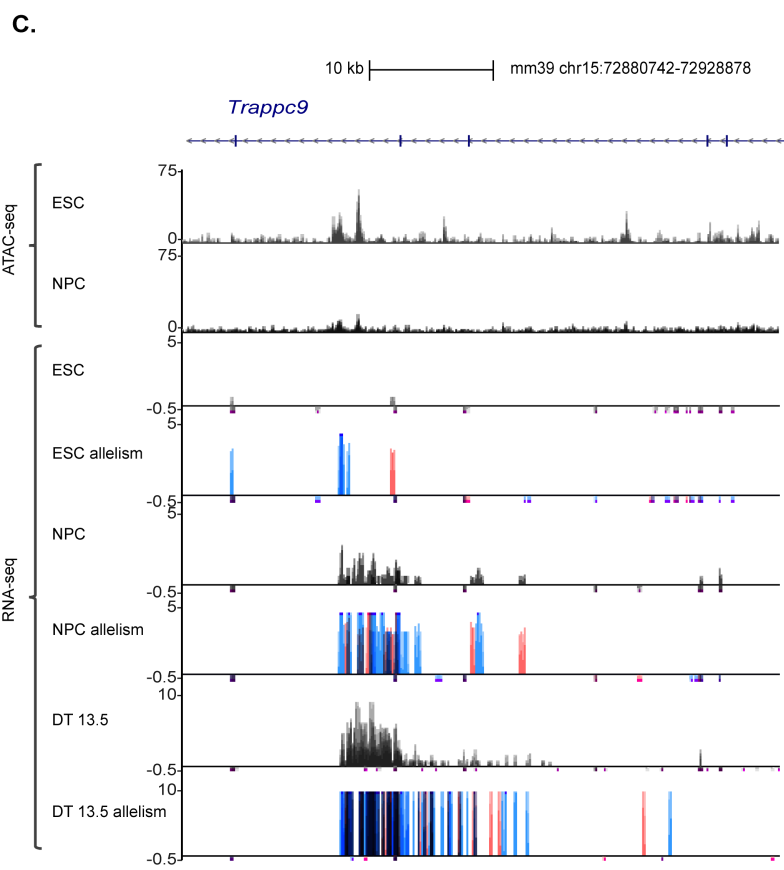 C.
10 kb mm39 chr15:72880742-72928878
Trappc9
ATAC-seq
75
ESC
0
75
NPC
0
RNA-seq
5
ESC
-0.5
5
ESC allelism
-0.5
5
NPC
-0.5
5
NPC allelism
-0.5
10
DT 13.5
-0.5
10
DT 13.5 allelism
-0.5